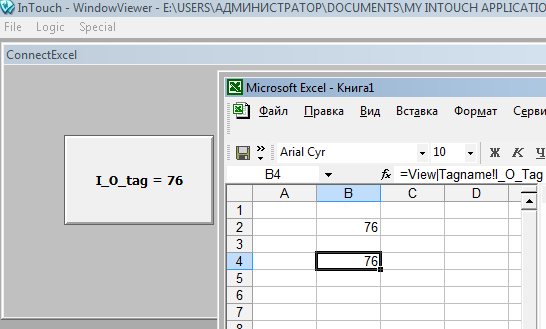 InTouch - WindowViewer - E:\USERS\АДМИНИСТРАТОР\DOCUMENTS\MY INTOUCH APPLICATION
File Logic Special
ConnectExcel
I_O_tag = 76
Microsoft Excel - Книга1
Файл Правка Вид Вставка Формат Серви
Arial Cyr 10 Ж К Ч
B4 fx =View|Tagname!I_O_Tag
A B C D
1
2 76
3
4 76
5
6
7
8